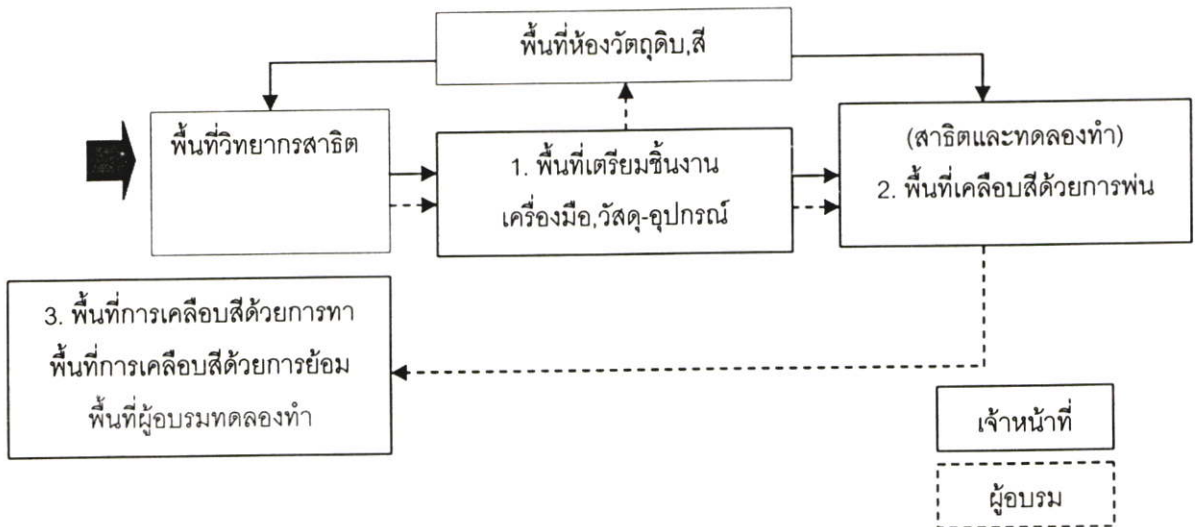 พื้นที่ห้องวัตถุดิบ,สี
พื้นที่วิทยากรสาธิต
1. พื้นที่เตรียมชิ้นงาน
เครื่องมือ,วัสดุ-อุปกรณ์
(สาธิตและทดลองทำ)
2. พื้นที่เคลือบสีด้วยการพ่น
3. พื้นที่การเคลือบสีด้วยการทา
พื้นที่การเคลือบสีด้วยการย้อม
พื้นที่ผู้อบรมทดลองทำ
เจ้าหน้าที่
ผู้อบรม